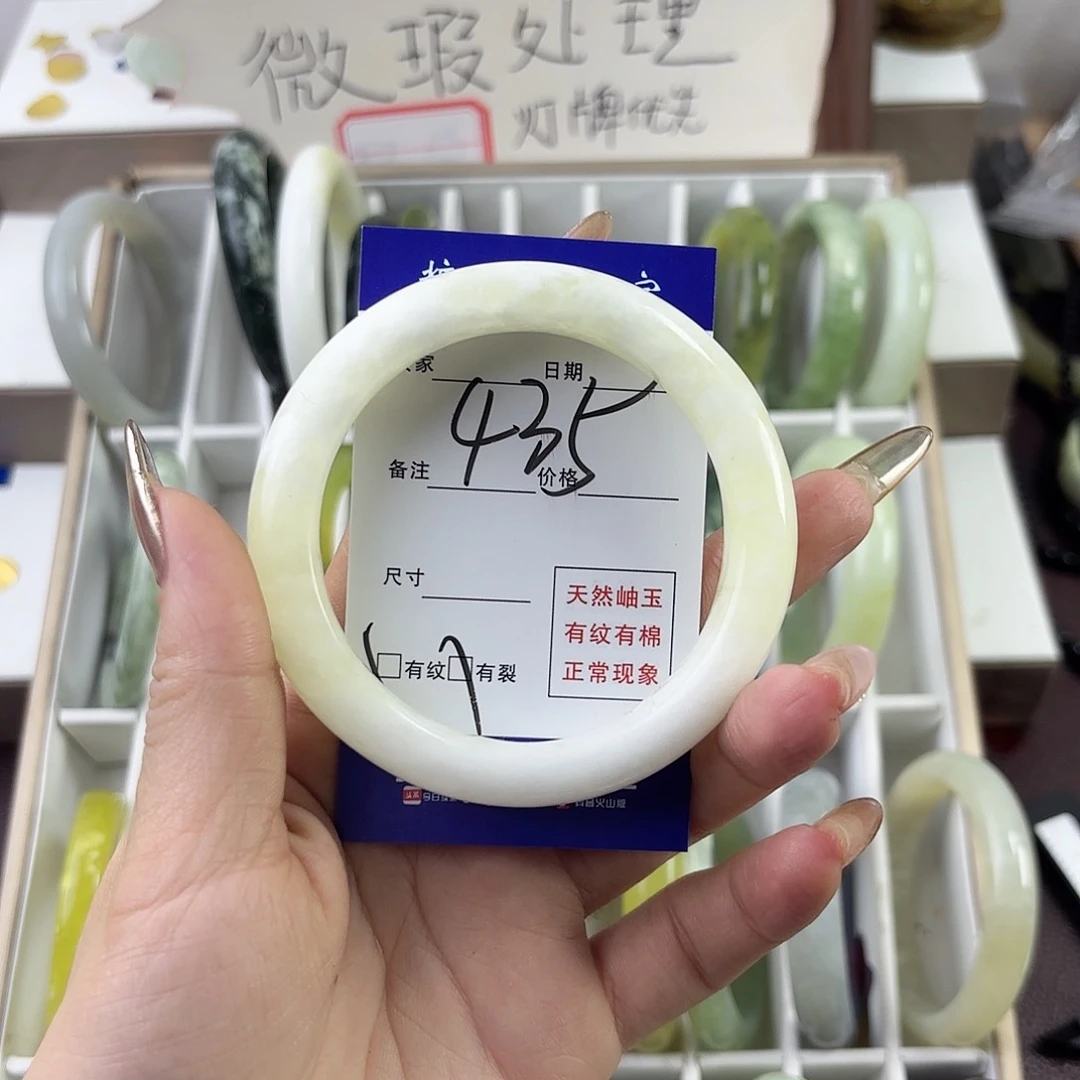 微瑕处理
灯牌优先
日期
435
备注
价格
尺寸
天然岫玉
有纹有棉
正常现象
有纹
有裂